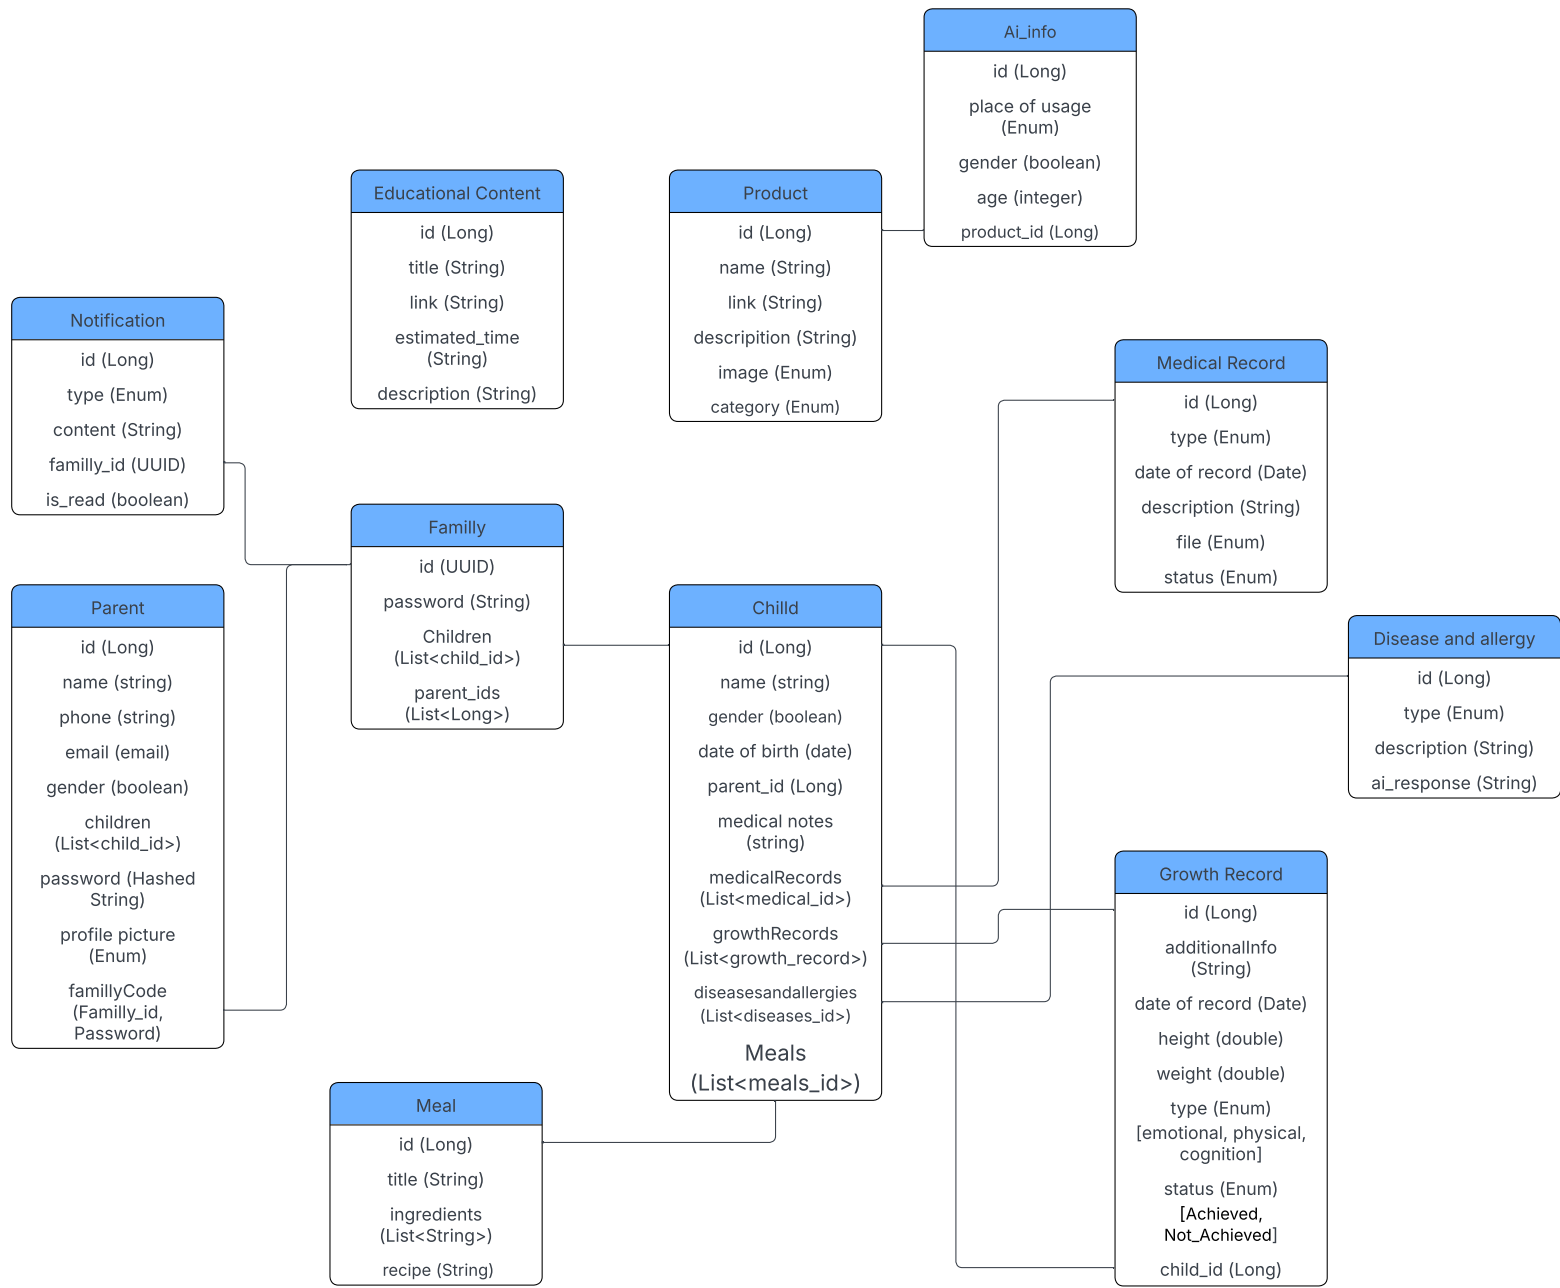 Ai_info
id (Long)
place of usage
(Enum)
gender (boolean)
age (integer)
product_id (Long)
Educational Content
id (Long)
title (String)
link (String)
estimated_time
(String)
description (String)
Product
id (Long)
name (String)
link (String)
descripition (String)
image (Enum)
category (Enum)
Notification
id (Long)
type (Enum)
content (String)
familly_id (UUID)
is_read (boolean)
Medical Record
id (Long)
type (Enum)
date of record (Date)
description (String)
file (Enum)
status (Enum)
Familly
id (UUID)
password (String)
Children
(List<child_id>)
parent_ids
(List<Long>)
Parent
id (Long)
name (string)
phone (string)
email (email)
gender (boolean)
children
(List<child_id>)
password (Hashed
String)
profile picture
(Enum)
famillyCode
(Familly_id,
Password)
Chilld
id (Long)
name (string)
gender (boolean)
date of birth (date)
parent_id (Long)
medical notes
(string)
medicalRecords
(List<medical_id>)
growthRecords
(List<growth_record>)
diseasesandallergies
(List<diseases_id>)
Meals
(List<meals_id>)
Disease and allergy
id (Long)
type (Enum)
description (String)
ai_response (String)
Growth Record
id (Long)
additionalInfo
(String)
date of record (Date)
height (double)
weight (double)
type (Enum)
[emotional, physical,
cognition]
status (Enum)
[Achieved,
Not_Achieved]
child_id (Long)
Meal
id (Long)
title (String)
ingredients
(List<String>)
recipe (String)